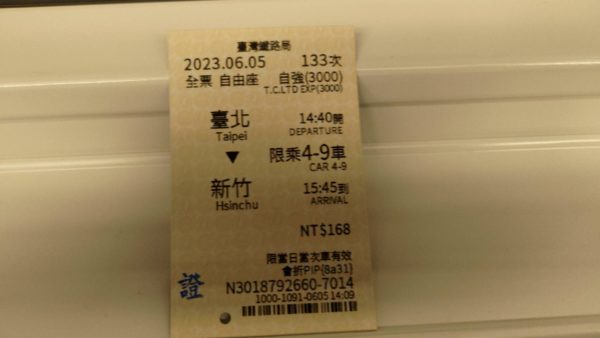 臺灣鐵路局
2023.06.05 133次
全票 自由座 自強(3000)
T.C.LTD EXP(3000)
臺北 14:40開
Taipei DEPARTURE
▼ 限乘4-9車
CAR 4-9
新竹 15:45到
Hsinchu ARRIVAL
NT$168
限當日當次車有效
會折PIP{8a31}
證 N3018792660-7014
1000-1091-0605 14:09